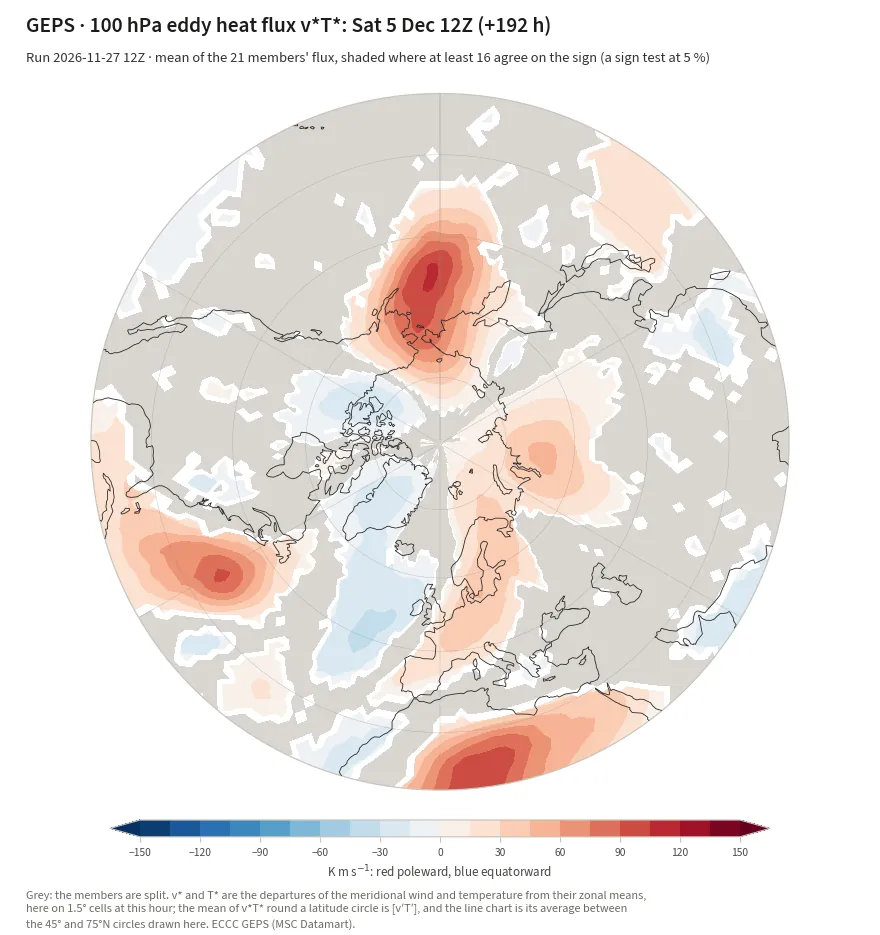 GEPS · 100 hPa eddy heat flux v*T*: Sat 5 Dec 12Z (+192 h)
Run 2026-11-27 12Z · mean of the 21 members' flux, shaded where at least 16 agree on the sign (a sign test at 5 %)
−150 −120 −90 −60 −30 0 30 60 90 120 150
K m s⁻¹: red poleward, blue equatorward
Grey: the members are split. v* and T* are the departures of the meridional wind and temperature from their zonal means,
here on 1.5° cells at this hour; the mean of v*T* round a latitude circle is [v'T'], and the line chart is its average between
the 45° and 75°N circles drawn here. ECCC GEPS (MSC Datamart).